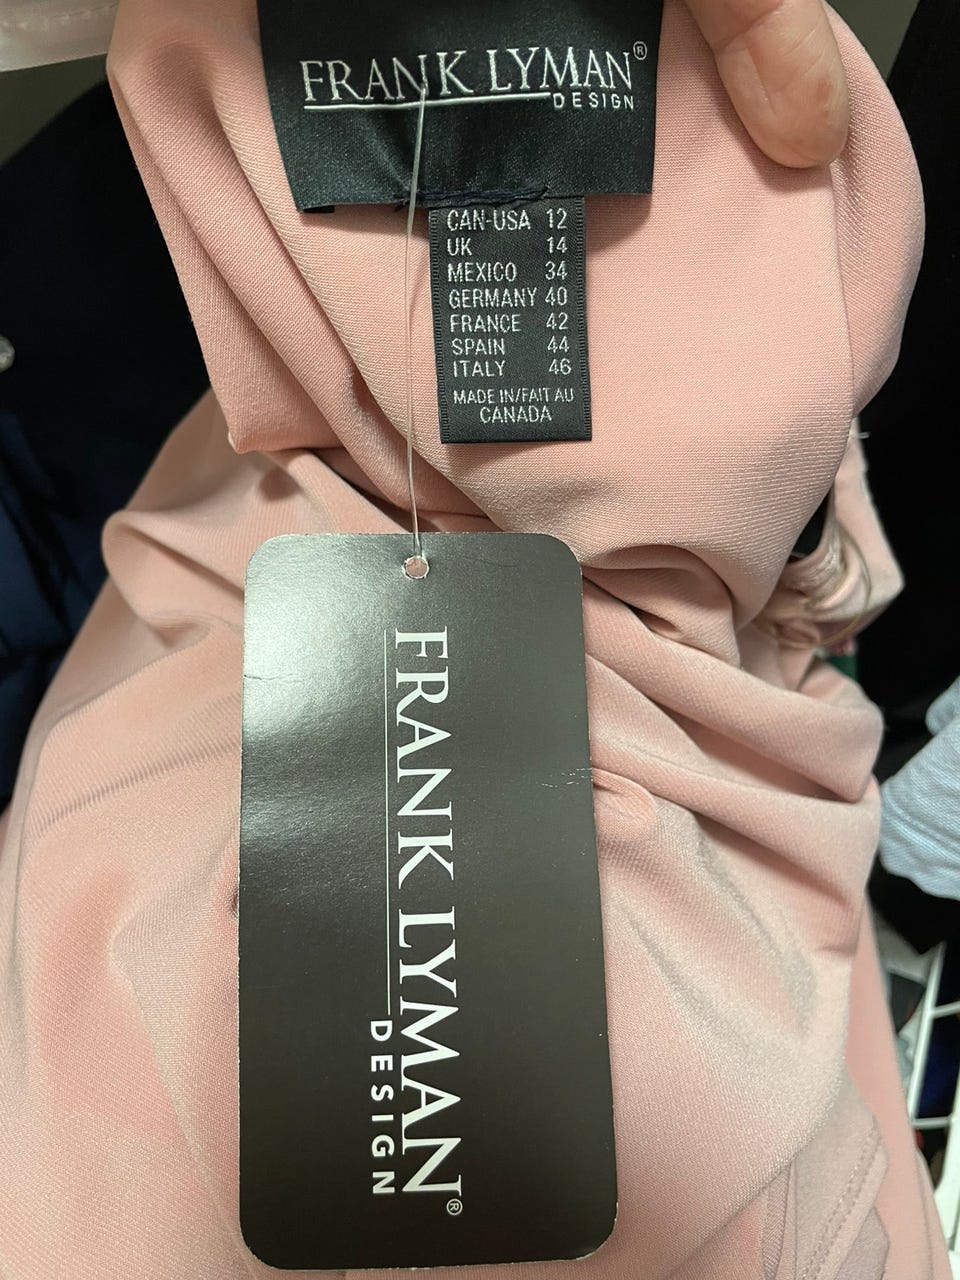 FRANK LYMAN®
DESIGN
CAN-USA 12
UK 14
MEXICO 34
GERMANY 40
FRANCE 42
SPAIN 44
ITALY 46
MADE IN/FAIT AU
CANADA
FRANK LYMAN®
DESIGN